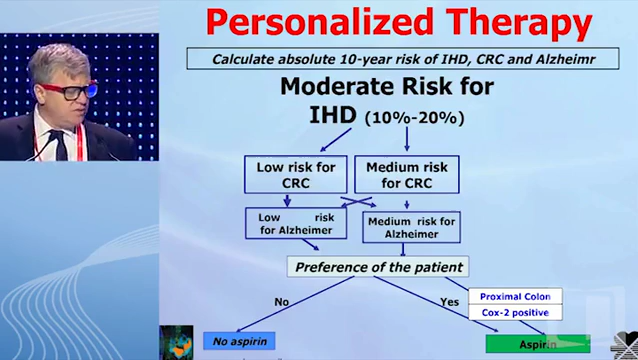 Personalized Therapy
Calculate absolute 10-year risk of IHD, CRC and Alzheimr
Moderate Risk for
IHD (10%-20%)
Low risk for
CRC
Medium risk
for CRC
Low risk
for Alzheimer
Medium risk for
Alzheimer
Preference of the patient
No
Yes
Proximal Colon
Cox-2 positive
No aspirin
Aspirin